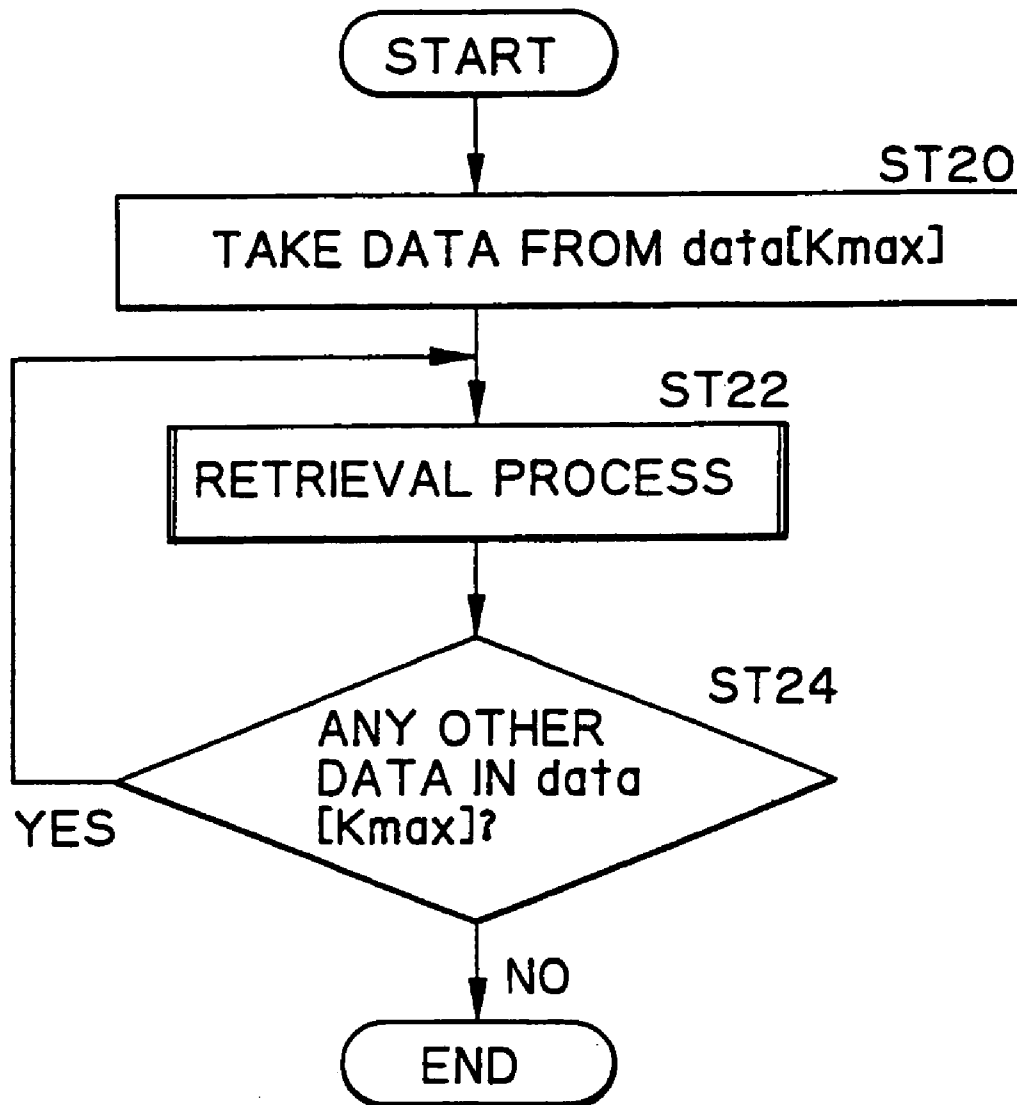 START
ST20
TAKE DATA FROM data[Kmax]
ST22
RETRIEVAL PROCESS
ST24
ANY OTHER
DATA IN data
[Kmax]?
YES
NO
END